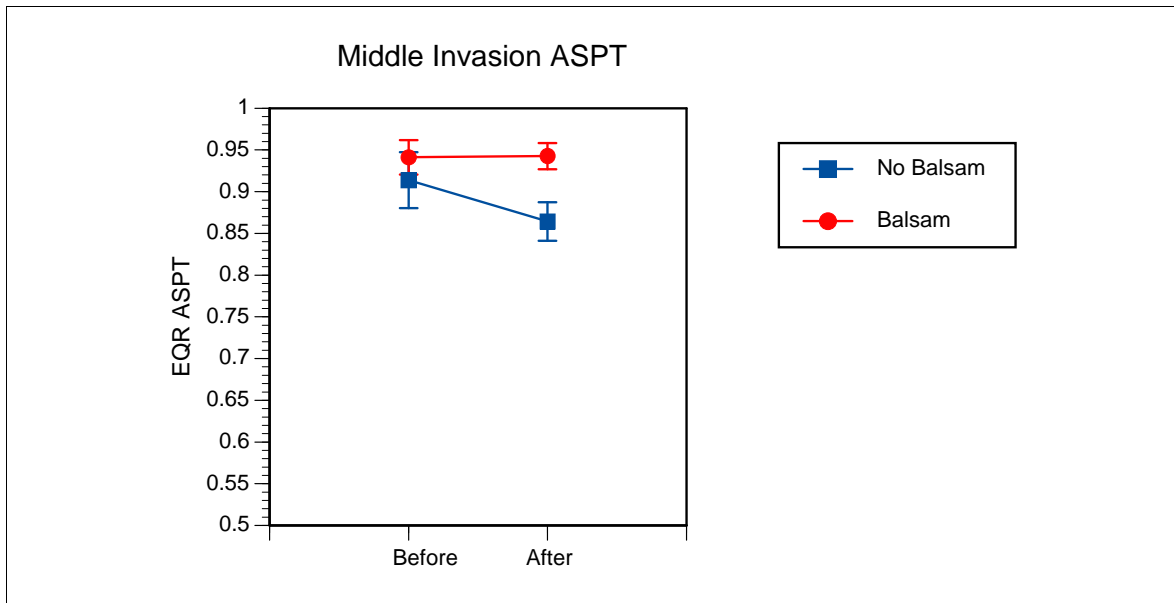 Middle Invasion ASPT
1
0.95
0.9
0.85
0.8
0.75
0.7
0.65
0.6
0.55
0.5
EQR ASPT
Before After
No Balsam
Balsam